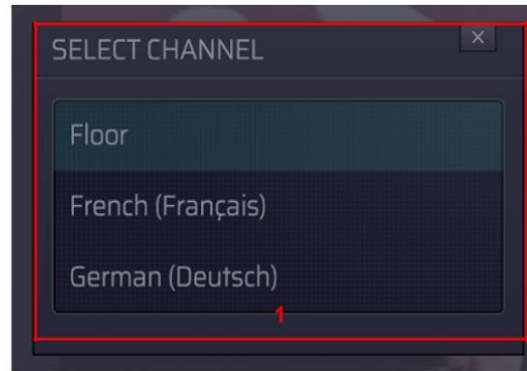 SELECT CHANNEL
×
Floor
French (Français)
German (Deutsch)
1